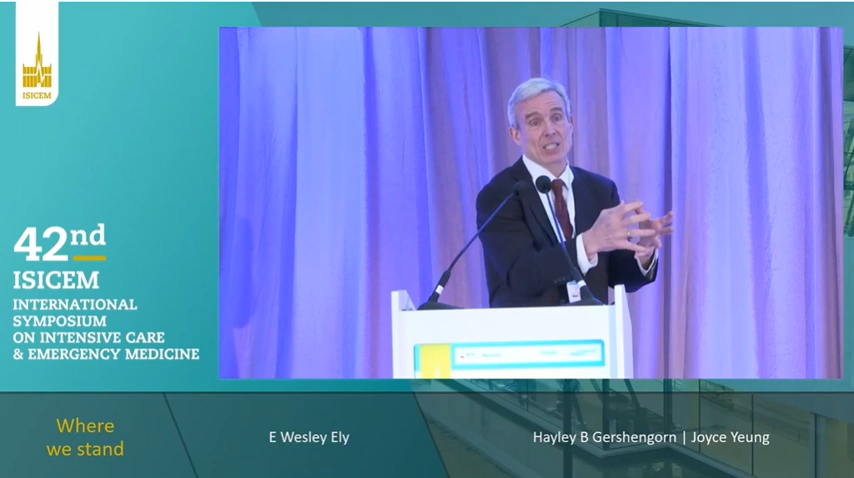 ISICEM
42nd
ISICEM
INTERNATIONAL
SYMPOSIUM
ON INTENSIVE CARE
& EMERGENCY MEDICINE
Where
we stand
E Wesley Ely
Hayley B Gershengorn | Joyce Yeung